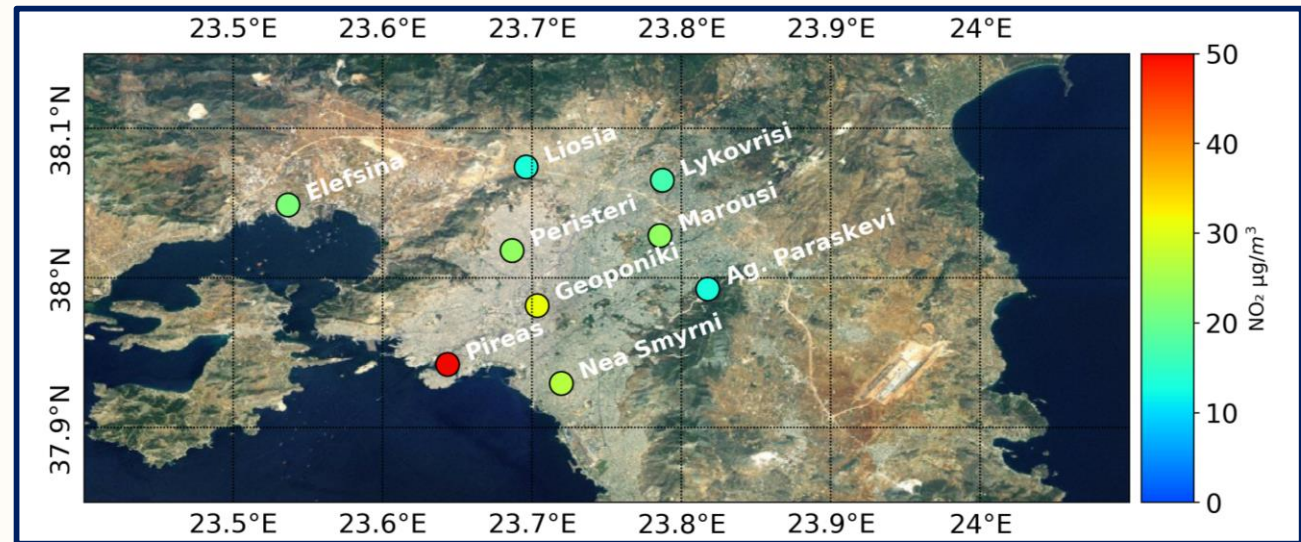 23.5°E 23.6°E 23.7°E 23.8°E 23.9°E 24°E
38.1°N
38°N
37.9°N
Elefsina
Liosia
Lykovrisi
Peristeri
Marousi
Geoponiki
Ag. Paraskevi
Pireas
Nea Smyrni
23.5°E 23.6°E 23.7°E 23.8°E 23.9°E 24°E
50
40
30
20
10
0
NO₂ μg/m³